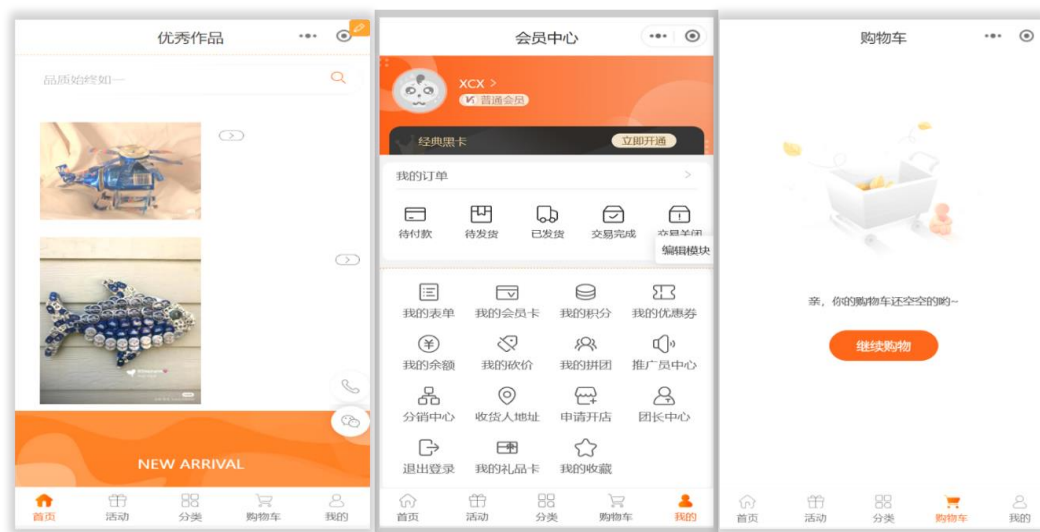 优秀作品
品质始终如一
NEW ARRIVAL
首页
活动
分类
购物车
我的
会员中心
XCX >
普通会员
经典黑卡
立即开通
我的订单
待付款
待发货
已发货
交易完成
交易关闭
编辑模块
我的表单
我的会员卡
我的积分
我的优惠券
我的余额
我的砍价
我的拼团
推广员中心
分销中心
收货人地址
申请开店
团长中心
退出登录
我的礼品卡
我的收藏
首页
活动
分类
购物车
我的
购物车
亲，你的购物车还空空的哟~
继续购物
首页
活动
分类
购物车
我的